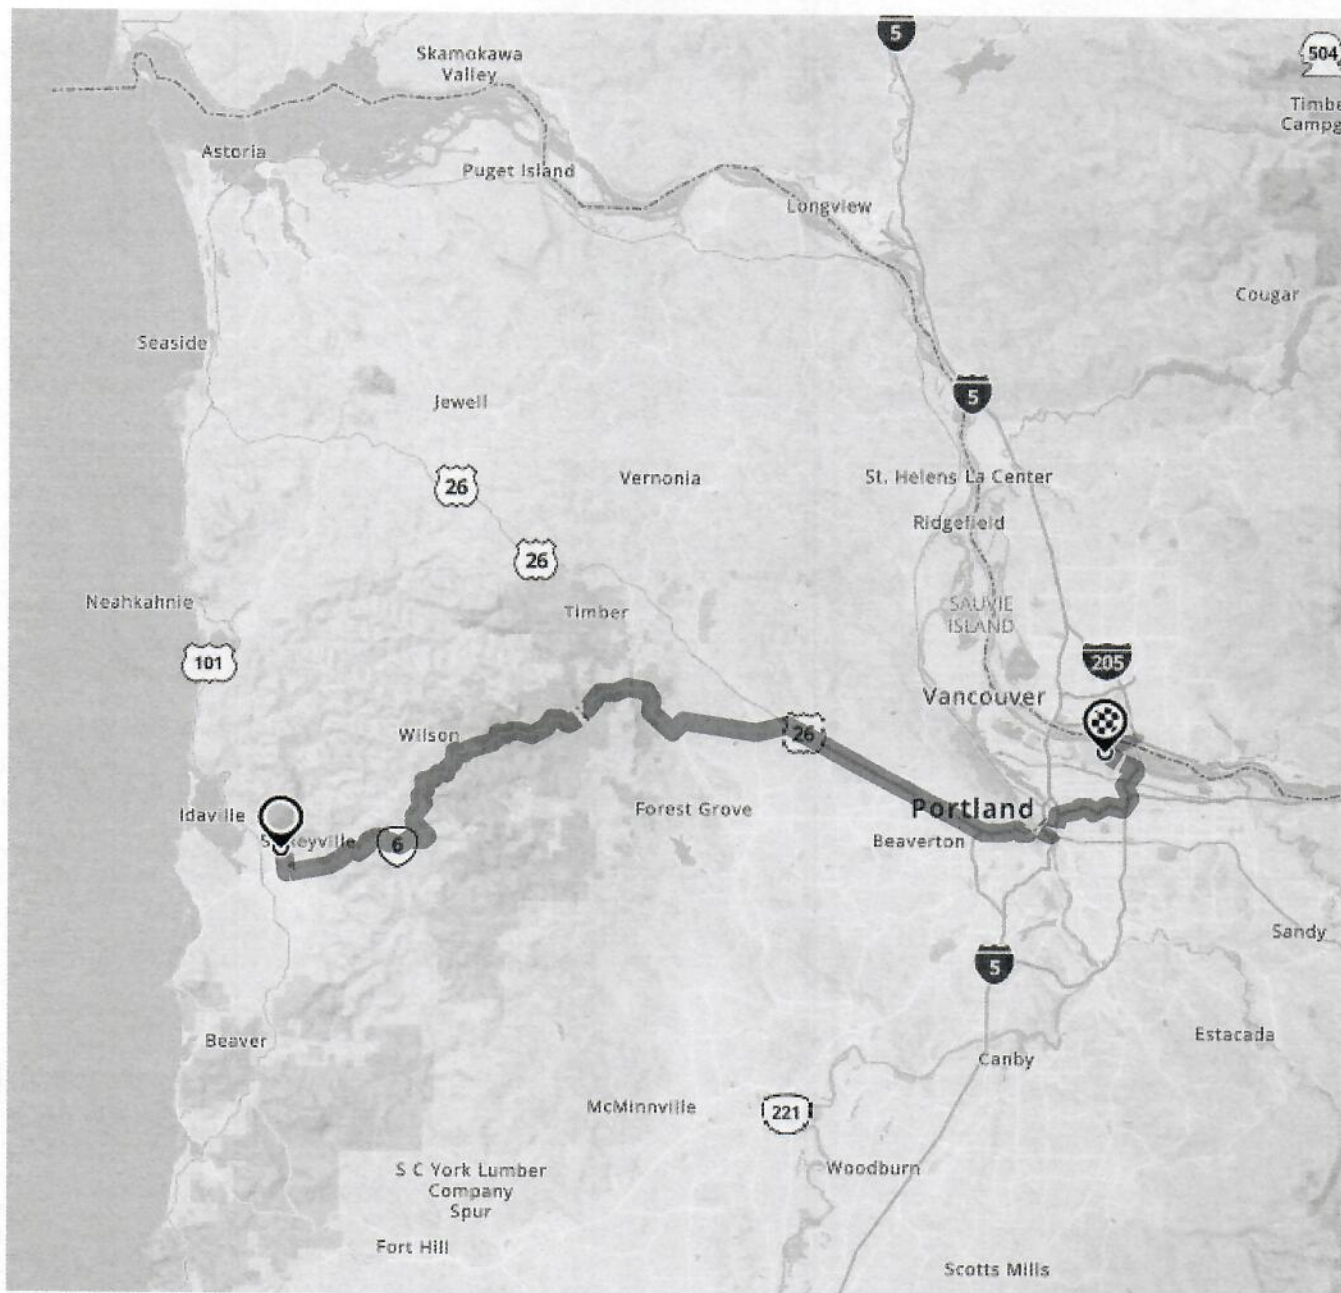 5
504
Skamokawa
Valley
Timbe
Campg
Astoria
Puget Island
Longview
Cougar
Seaside
5
Jewell
Vernonia
St. Helens La Center
26
Ridgefield
26
Neahkahnie
Timber
SAUVIE
ISLAND
101
205
Vancouver
Wilson
26
Idaville
Forest Grove
Portland
6
Beaverton
Sandy
5
Beaver
Estacada
Canby
McMinnville
221
S C York Lumber
Company
Spur
Woodburn
Fort Hill
Scotts Mills